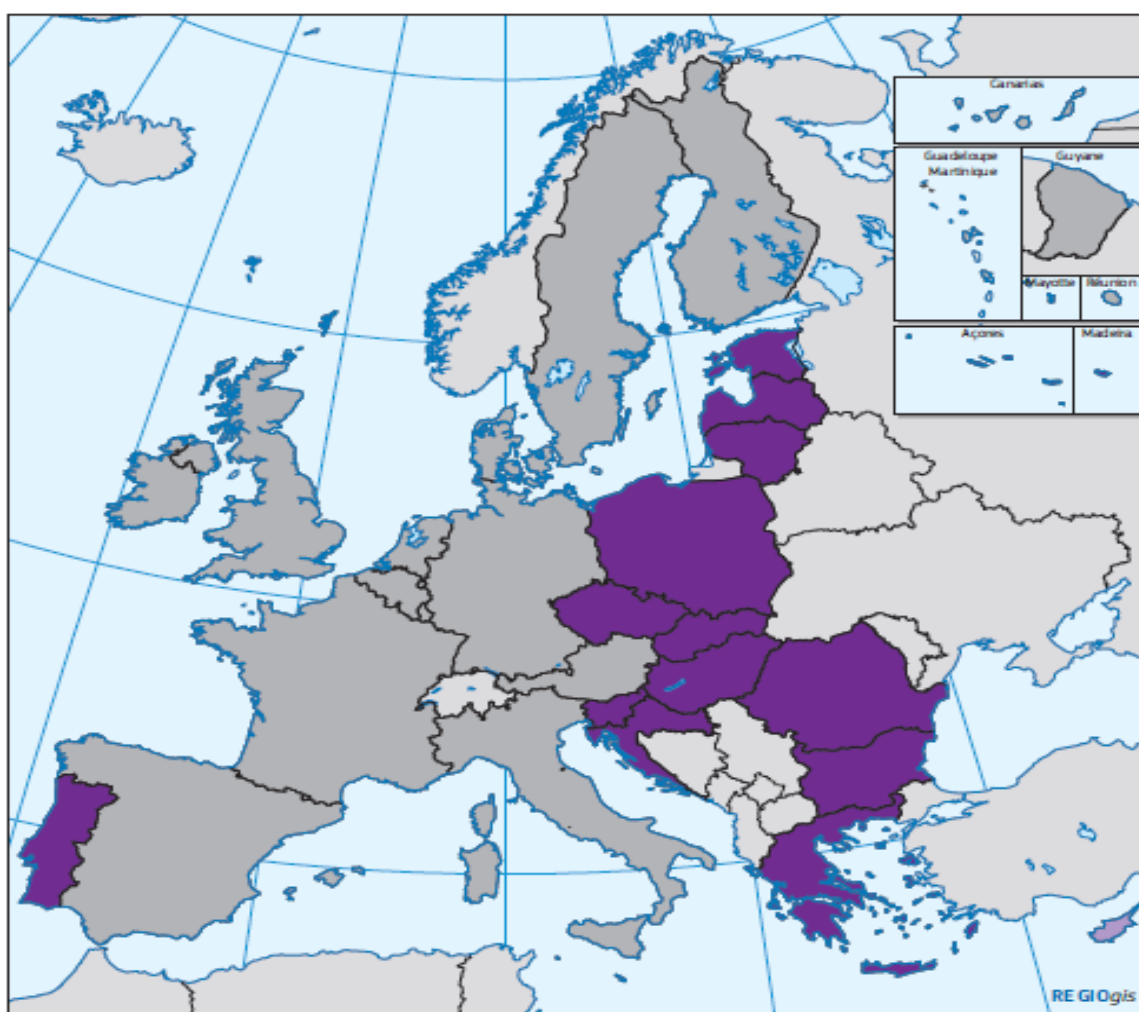 Canarias
Guadeloupe
Martinique
Guyane
Mayotte
Réunion
Açores
Madeira
REGIOgis